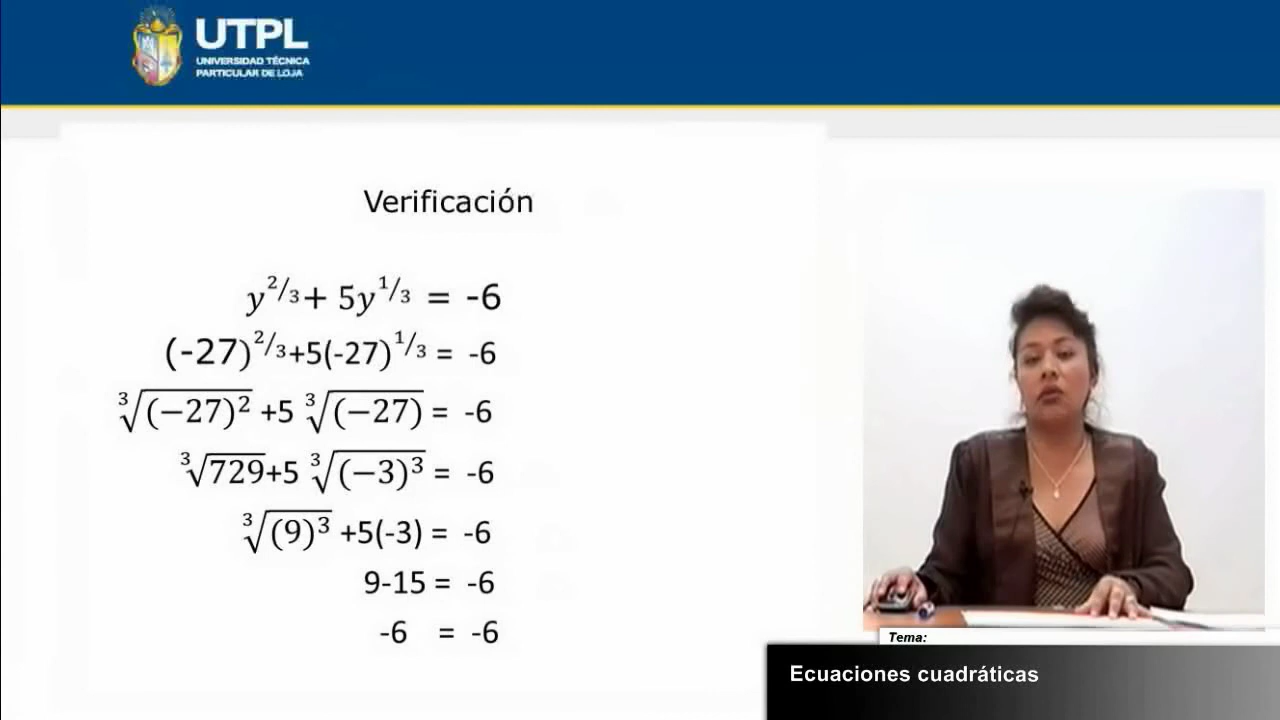 UTPL
UNIVERSIDAD TÉCNICA
PARTICULAR DE LOJA
Verificación
y^{2/3}+ 5y^{1/3} = -6
(-27)^{2/3}+5(-27)^{1/3} = -6
∛(−27)² +5 ∛(−27) = -6
∛729+5 ∛(−3)³ = -6
∛(9)³ +5(-3) = -6
9-15 = -6
-6 = -6
Tema:
Ecuaciones cuadráticas